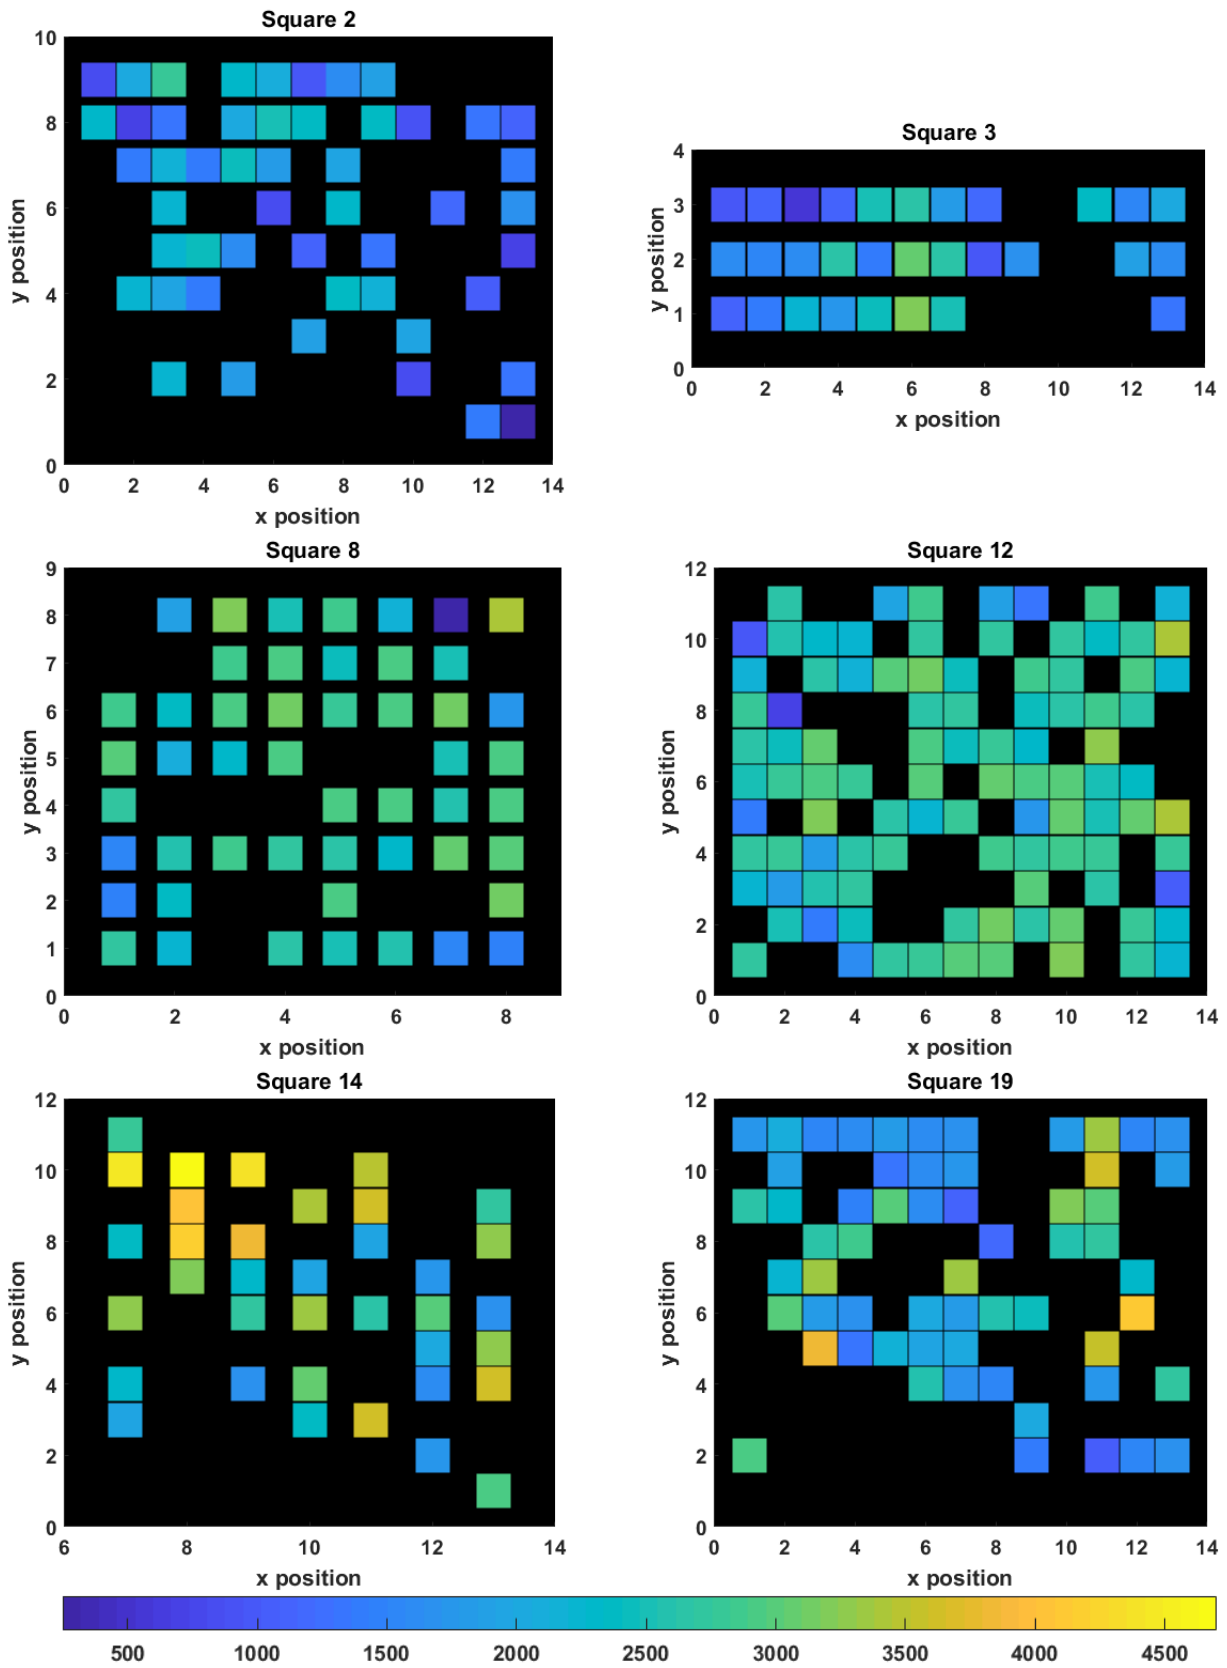 Square 2
10
8
6
4
2
0
0 2 4 6 8 10 12 14
y position
x position
Square 3
4
3
2
1
0
0 2 4 6 8 10 12 14
y position
x position
Square 8
9
8
7
6
5
4
3
2
1
0
0 2 4 6 8
y position
x position
Square 12
12
10
8
6
4
2
0
0 2 4 6 8 10 12 14
y position
x position
Square 14
12
10
8
6
4
2
0
6 8 10 12 14
y position
x position
Square 19
12
10
8
6
4
2
0
0 2 4 6 8 10 12 14
y position
x position
500 1000 1500 2000 2500 3000 3500 4000 4500